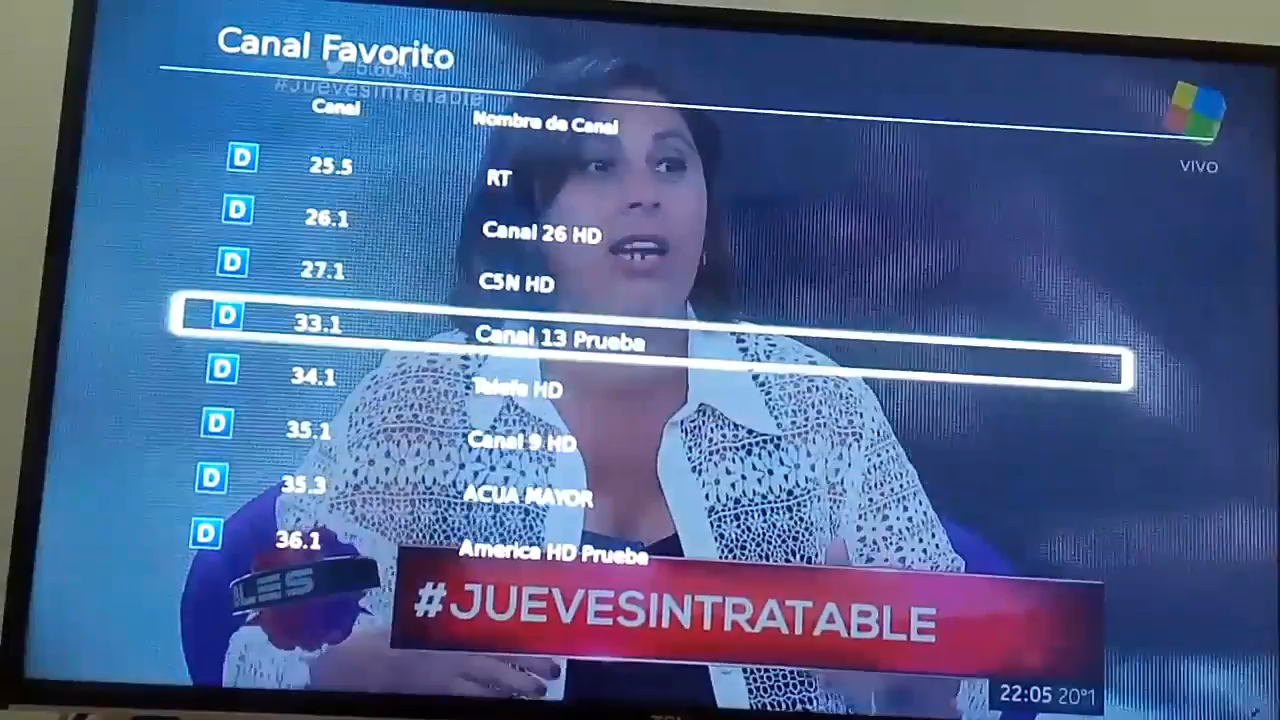 Canal Favorito
5.604
#Juevesintratable
Canal Nombre de Canal
VIVO
D 25.5 RT
D 26.1 Canal 26 HD
D 27.1 C5N HD
D 33.1 Canal 13 Prueba
D 34.1 Telefe HD
D 35.1 Canal 9 HD
D 35.3 ACUA MAYOR
D 36.1 America HD Prueba
#JUEVESINTRATABLE
22:05 20°1